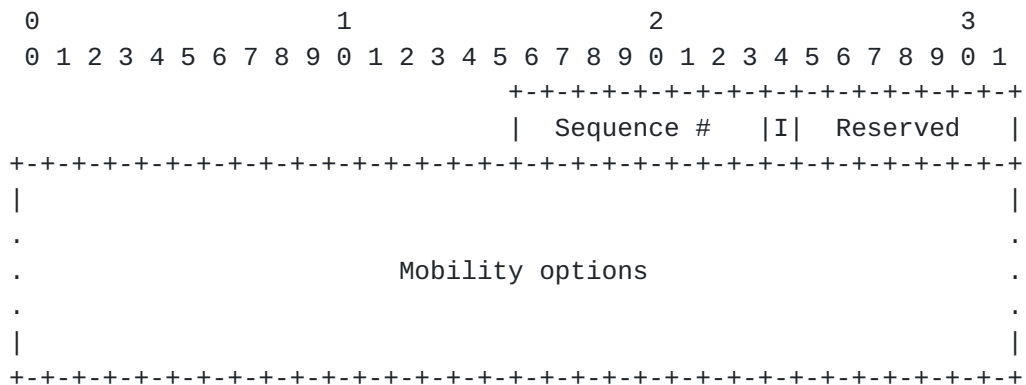 0                   1                   2                   3
 0 1 2 3 4 5 6 7 8 9 0 1 2 3 4 5 6 7 8 9 0 1 2 3 4 5 6 7 8 9 0 1
                                +-+-+-+-+-+-+-+-+-+-+-+-+-+-+-+-+
                                |  Sequence #   |I|  Reserved   |
+-+-+-+-+-+-+-+-+-+-+-+-+-+-+-+-+-+-+-+-+-+-+-+-+-+-+-+-+-+-+-+-+
|                                                               |
.                                                               .
.                        Mobility options                       .
.                                                               .
|                                                               |
+-+-+-+-+-+-+-+-+-+-+-+-+-+-+-+-+-+-+-+-+-+-+-+-+-+-+-+-+-+-+-+-+